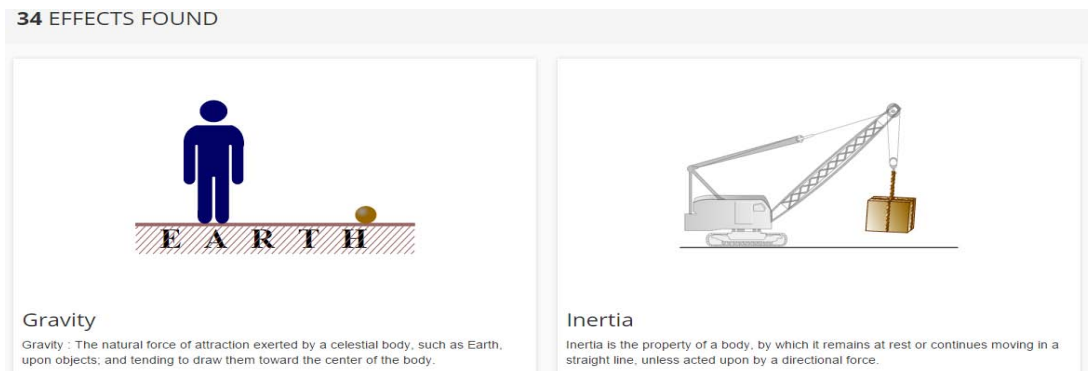 34 EFFECTS FOUND
E A R T H
Gravity
Gravity : The natural force of attraction exerted by a celestial body, such as Earth,
upon objects; and tending to draw them toward the center of the body.
Inertia
Inertia is the property of a body, by which it remains at rest or continues moving in a
straight line, unless acted upon by a directional force.